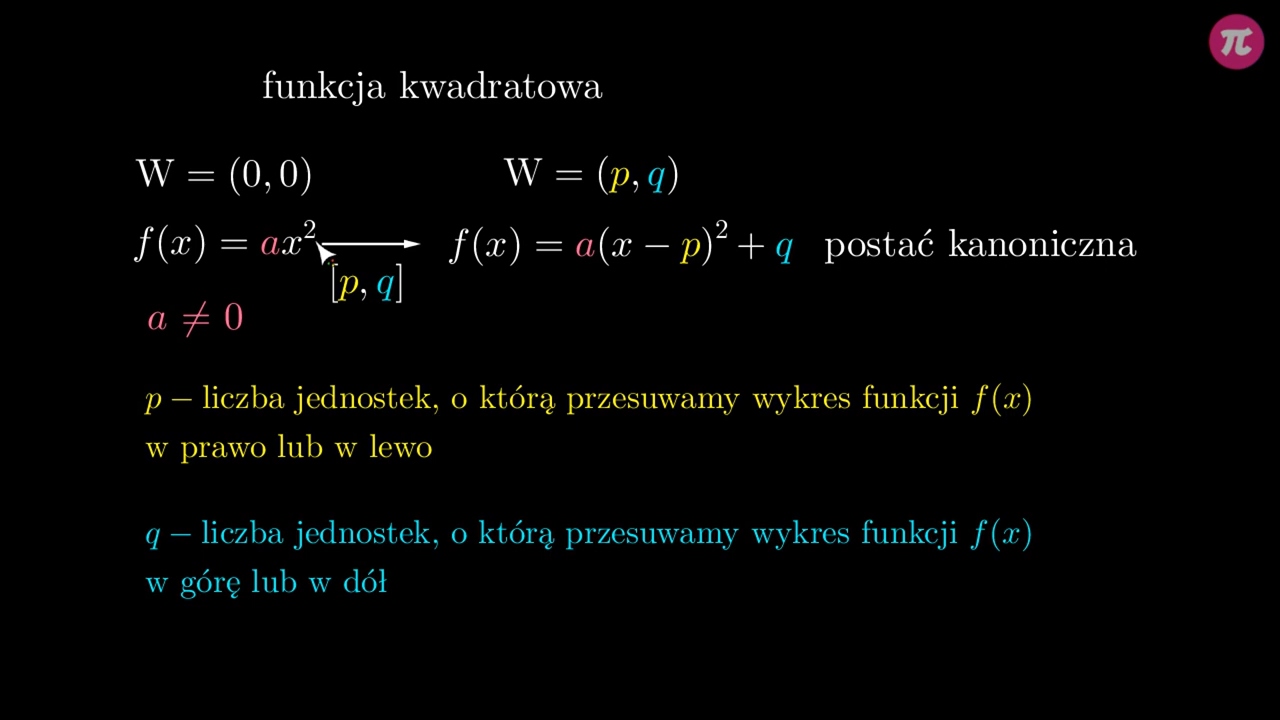 π
funkcja kwadratowa
W = (0, 0) W = (p, q)
f(x) = ax² f(x) = a(x − p)² + q postać kanoniczna
[p, q]
a ≠ 0
p − liczba jednostek, o którą przesuwamy wykres funkcji f(x)
w prawo lub w lewo
q − liczba jednostek, o którą przesuwamy wykres funkcji f(x)
w górę lub w dół